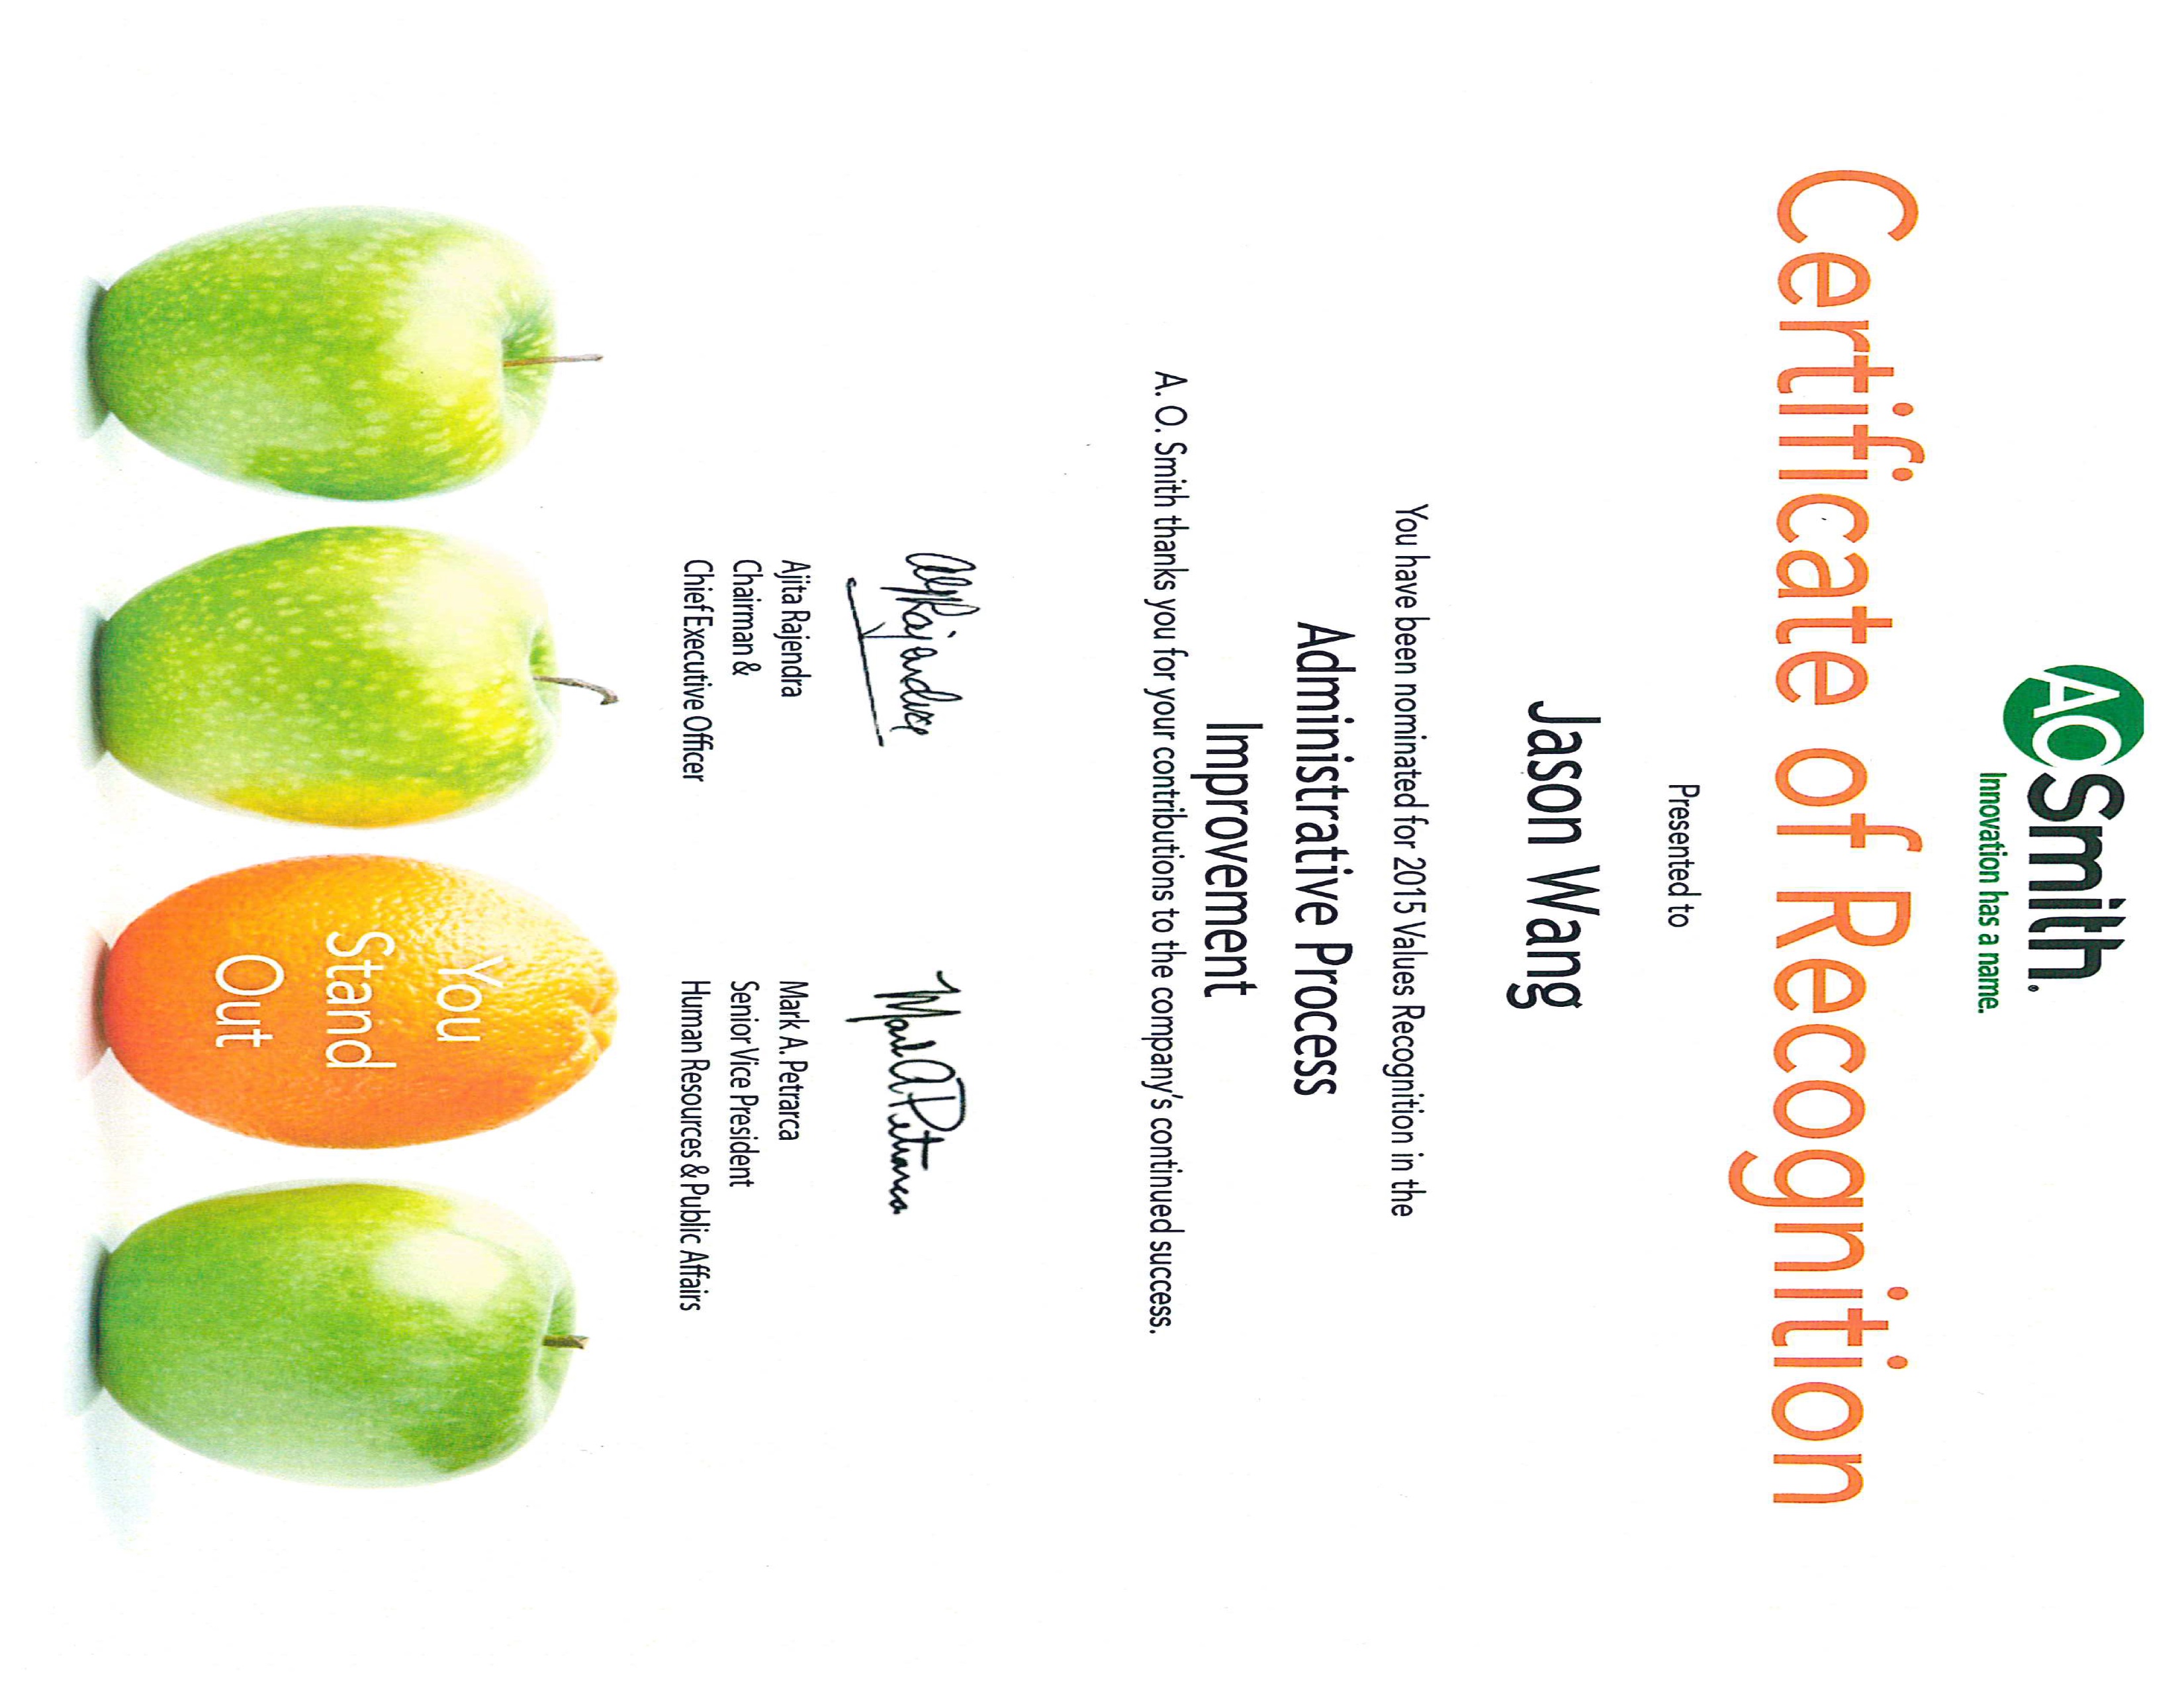 AOSmith.
Innovation has a name.
Certificate of Recognition
Presented to
Jason Wang
You have been nominated for 2015 Values Recognition in the
Administrative Process
Improvement
A. O. Smith thanks you for your contributions to the company's continued success.
Ajita Rajendra
Chairman &
Chief Executive Officer
Mark A Petrarca
Mark A. Petrarca
Senior Vice President
Human Resources & Public Affairs
You
Stand
Out